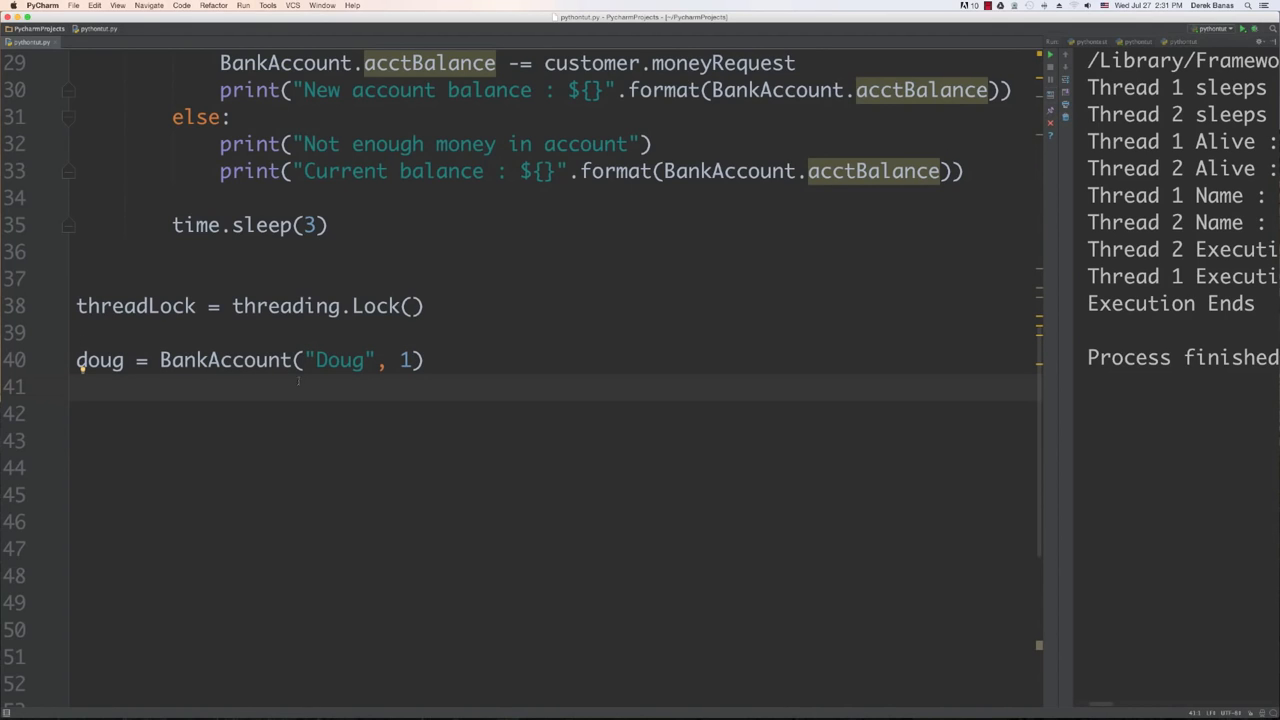 PyCharm File Edit View Navigate Code Refactor Run Tools VCS Window Help
10 Wed Jul 27 2:31 PM Derek Banas
pythontut.py - PyCharmProjects - [~/PycharmProjects]
PycharmProjects pythontut.py
pythontut
pythontut.py
Run:
29 BankAccount.acctBalance -= customer.moneyRequest
30 print("New account balance : ${}".format(BankAccount.acctBalance))
31 else:
32 print("Not enough money in account")
33 print("Current balance : ${}".format(BankAccount.acctBalance))
34
35 time.sleep(3)
36
37
38 threadLock = threading.Lock()
39
40 doug = BankAccount("Doug", 1)
41
42
43
44
45
46
47
48
49
50
51
52
/Library/Framewo
Thread 1 sleeps
Thread 2 sleeps
Thread 1 Alive :
Thread 2 Alive :
Thread 1 Name :
Thread 2 Name :
Thread 2 Executi
Thread 1 Executi
Execution Ends
Process finished